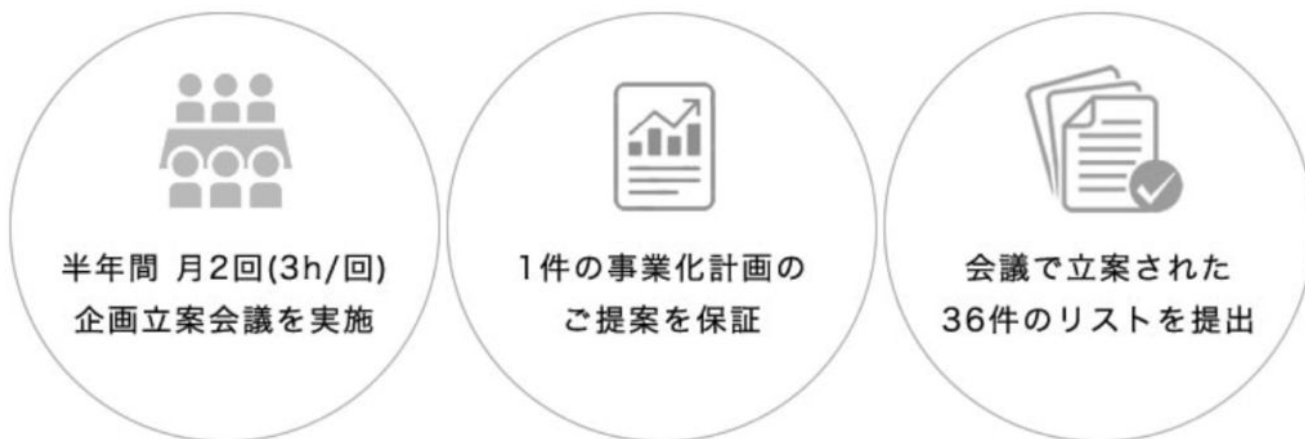 半年間 月2回(3h/回)
企画立案会議を実施
1件の事業化計画の
ご提案を保証
会議で立案された
36件のリストを提出